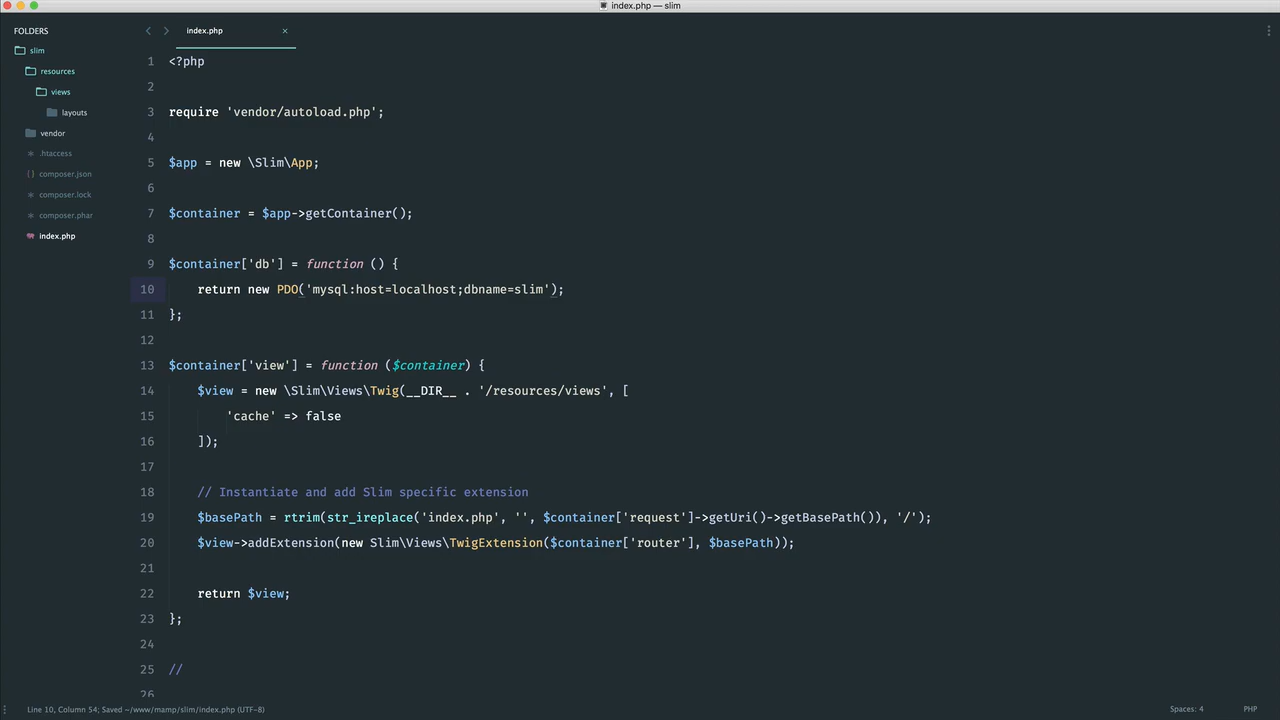 index.php — slim
FOLDERS
slim
resources
views
layouts
vendor
.htaccess
composer.json
composer.lock
composer.phar
index.php
index.php
1 <?php
2
3 require 'vendor/autoload.php';
4
5 $app = new \Slim\App;
6
7 $container = $app->getContainer();
8
9 $container['db'] = function () {
10     return new PDO('mysql:host=localhost;dbname=slim');
11 };
12
13 $container['view'] = function ($container) {
14     $view = new \Slim\Views\Twig(__DIR__ . '/resources/views', [
15         'cache' => false
16     ]);
17
18     // Instantiate and add Slim specific extension
19     $basePath = rtrim(str_ireplace('index.php', '', $container['request']->getUri()->getBasePath()), '/');
20     $view->addExtension(new Slim\Views\TwigExtension($container['router'], $basePath));
21
22     return $view;
23 };
24
25 //
26
Line 10, Column 54; Saved ~/www/mamp/slim/index.php (UTF-8)
Spaces: 4
PHP